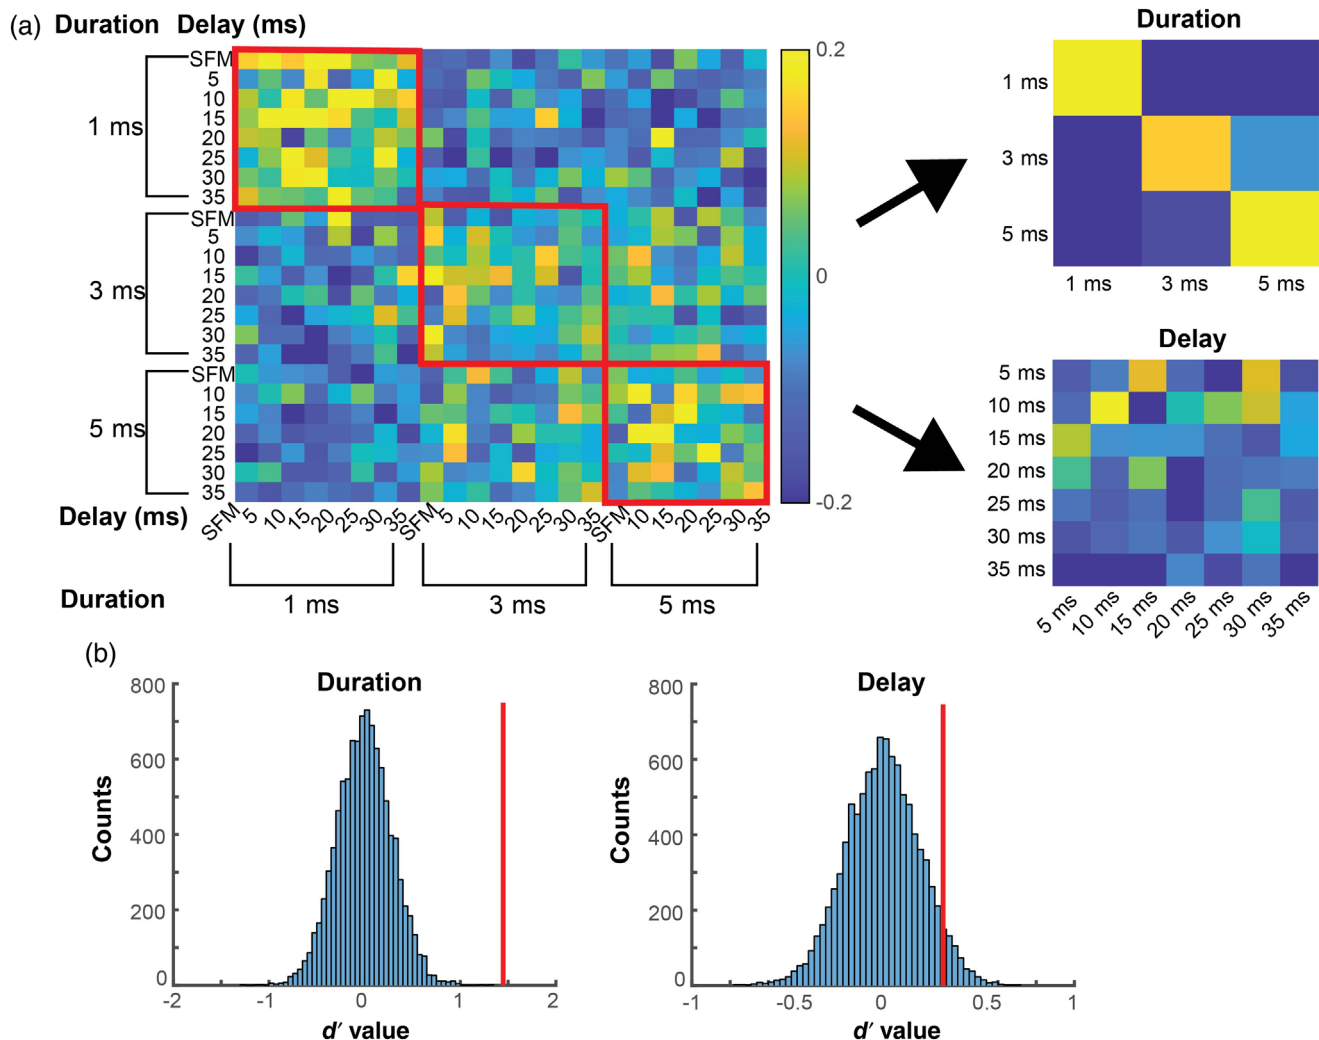 (a) Duration Delay (ms)
SFM
5
10
15
20
25
30
35
1 ms
SFM
5
10
15
20
25
30
35
3 ms
SFM
10
15
20
25
30
35
5 ms
Delay (ms) SFM 5 10 15 20 25 30 35 SFM 5 10 15 20 25 30 35 SFM 10 15 20 25 30 35
Duration 1 ms 3 ms 5 ms
0.2
0
-0.2
Duration
1 ms
3 ms
5 ms
1 ms 3 ms 5 ms
Delay
5 ms
10 ms
15 ms
20 ms
25 ms
30 ms
35 ms
5 ms 10 ms 15 ms 20 ms 25 ms 30 ms 35 ms
(b)
Duration
Counts
800
600
400
200
0
-2 -1 0 1 2
d′ value
Delay
Counts
800
600
400
200
0
-1 -0.5 0 0.5 1
d′ value